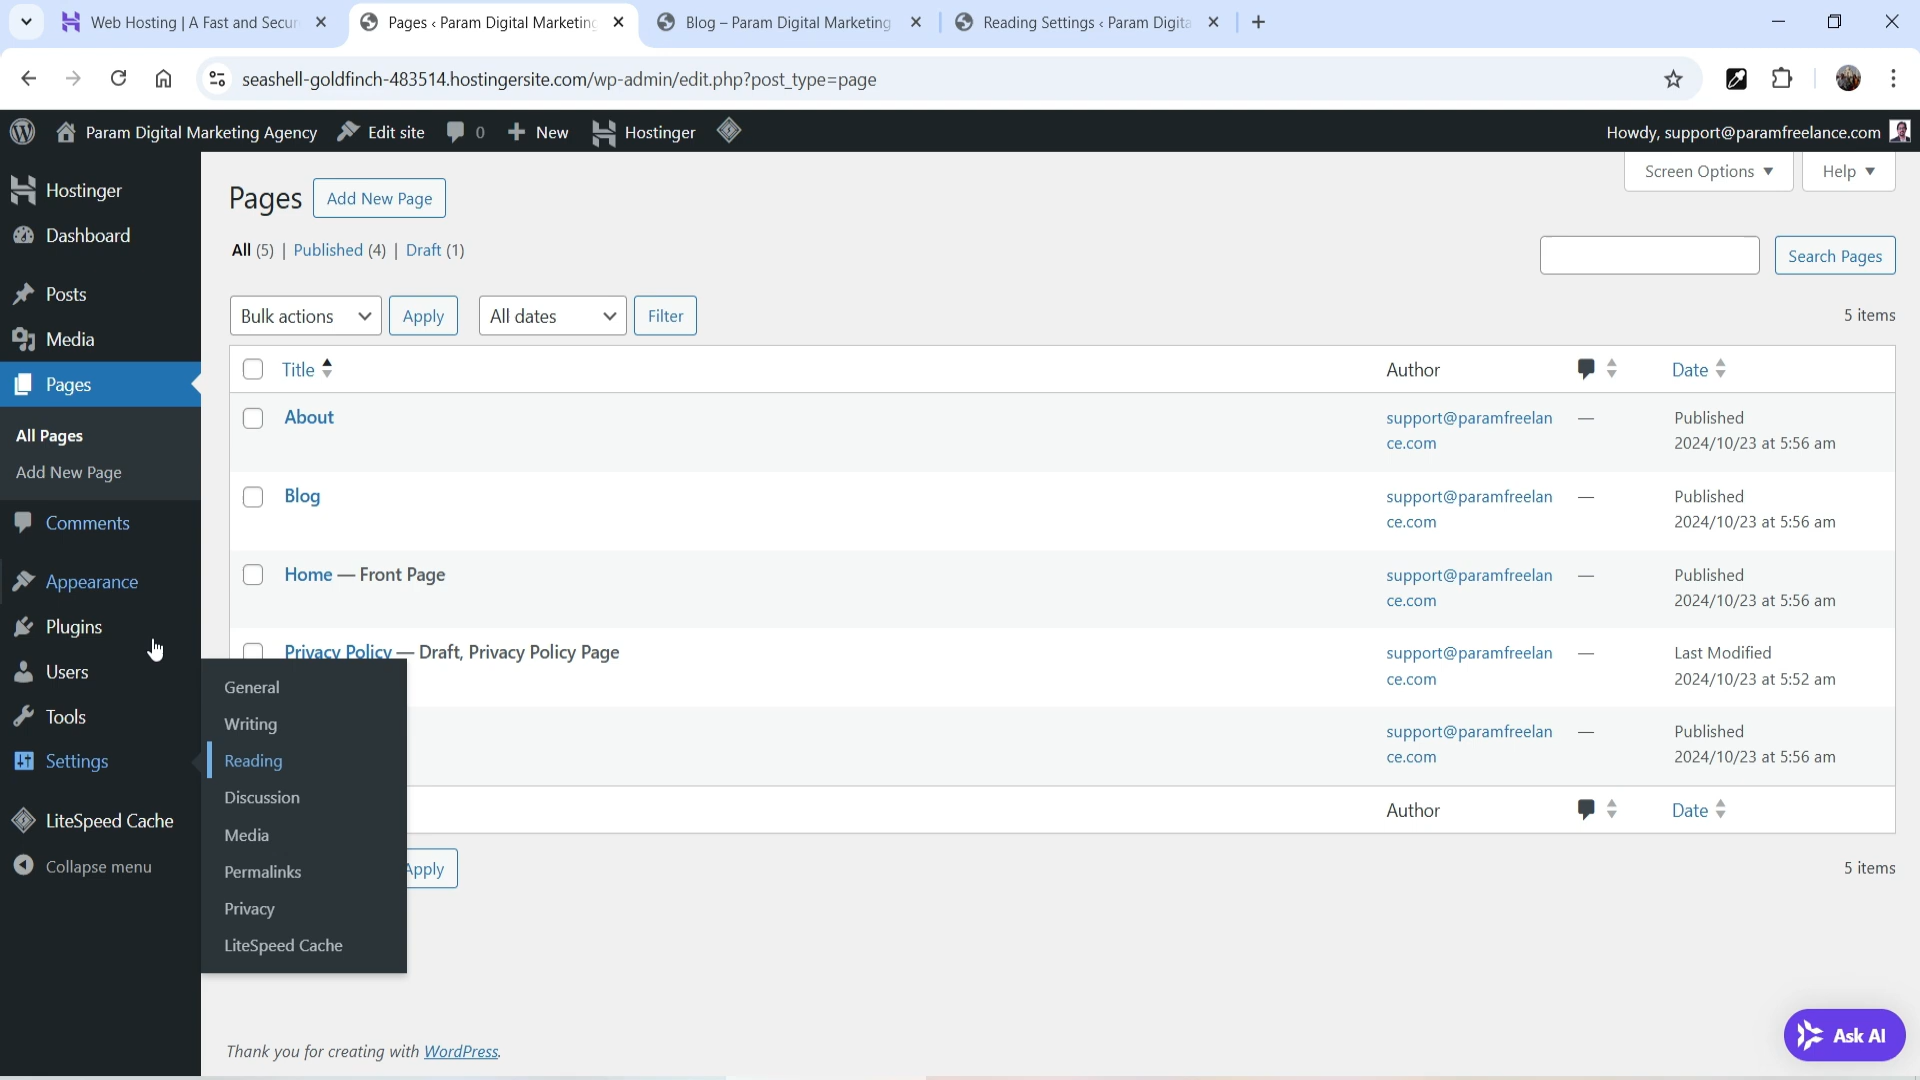 Web Hosting | A Fast and Secur
Pages ‹ Param Digital Marketing
Blog – Param Digital Marketing
Reading Settings ‹ Param Digita
seashell-goldfinch-483514.hostingersite.com/wp-admin/edit.php?post_type=page
Param Digital Marketing Agency
Edit site
0
New
Hostinger
Howdy, support@paramfreelance.com
Hostinger
Dashboard
Posts
Media
Pages
All Pages
Add New Page
Comments
Appearance
Plugins
Users
Tools
Settings
LiteSpeed Cache
Collapse menu
General
Writing
Reading
Discussion
Media
Permalinks
Privacy
LiteSpeed Cache
Screen Options
Help
Pages
Add New Page
All (5) | Published (4) | Draft (1)
Search Pages
Bulk actions
Apply
All dates
Filter
5 items
Title
Author
Date
About
support@paramfreelan
ce.com
—
Published
2024/10/23 at 5:56 am
Blog
support@paramfreelan
ce.com
—
Published
2024/10/23 at 5:56 am
Home — Front Page
support@paramfreelan
ce.com
—
Published
2024/10/23 at 5:56 am
Privacy Policy — Draft, Privacy Policy Page
support@paramfreelan
ce.com
—
Last Modified
2024/10/23 at 5:52 am
support@paramfreelan
ce.com
—
Published
2024/10/23 at 5:56 am
Author
Date
Apply
5 items
Thank you for creating with WordPress.
Ask AI